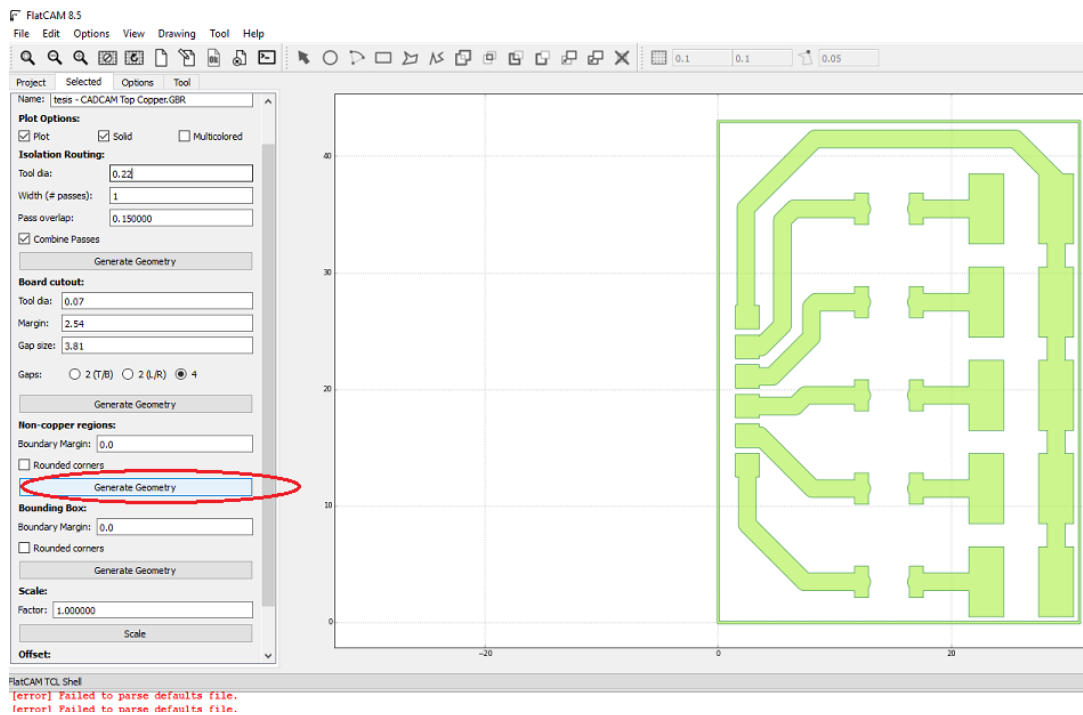 FlatCAM 8.5
File Edit Options View Drawing Tool Help
0.1 0.1 0.05
Project Selected Options Tool
Name: tesis - CADCAM Top Copper.GBR
Plot Options:
Plot Solid Multicolored
Isolation Routing:
Tool dia: 0.22
Width (# passes): 1
Pass overlap: 0.150000
Combine Passes
Generate Geometry
Board cutout:
Tool dia: 0.07
Margin: 2.54
Gap size: 3.81
Gaps: 2 (T/B) 2 (L/R) 4
Generate Geometry
Non-copper regions:
Boundary Margin: 0.0
Rounded corners
Generate Geometry
Bounding Box:
Boundary Margin: 0.0
Rounded corners
Generate Geometry
Scale:
Factor: 1.000000
Scale
Offset:
40
30
20
10
0
-20 0 20
FlatCAM TCL Shell
[error] Failed to parse defaults file.
[error] Failed to parse defaults file.